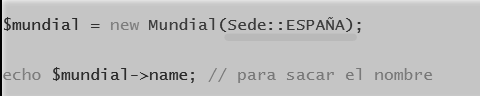 $mundial = new Mundial(Sede::ESPAÑA);
echo $mundial->name; // para sacar el nombre